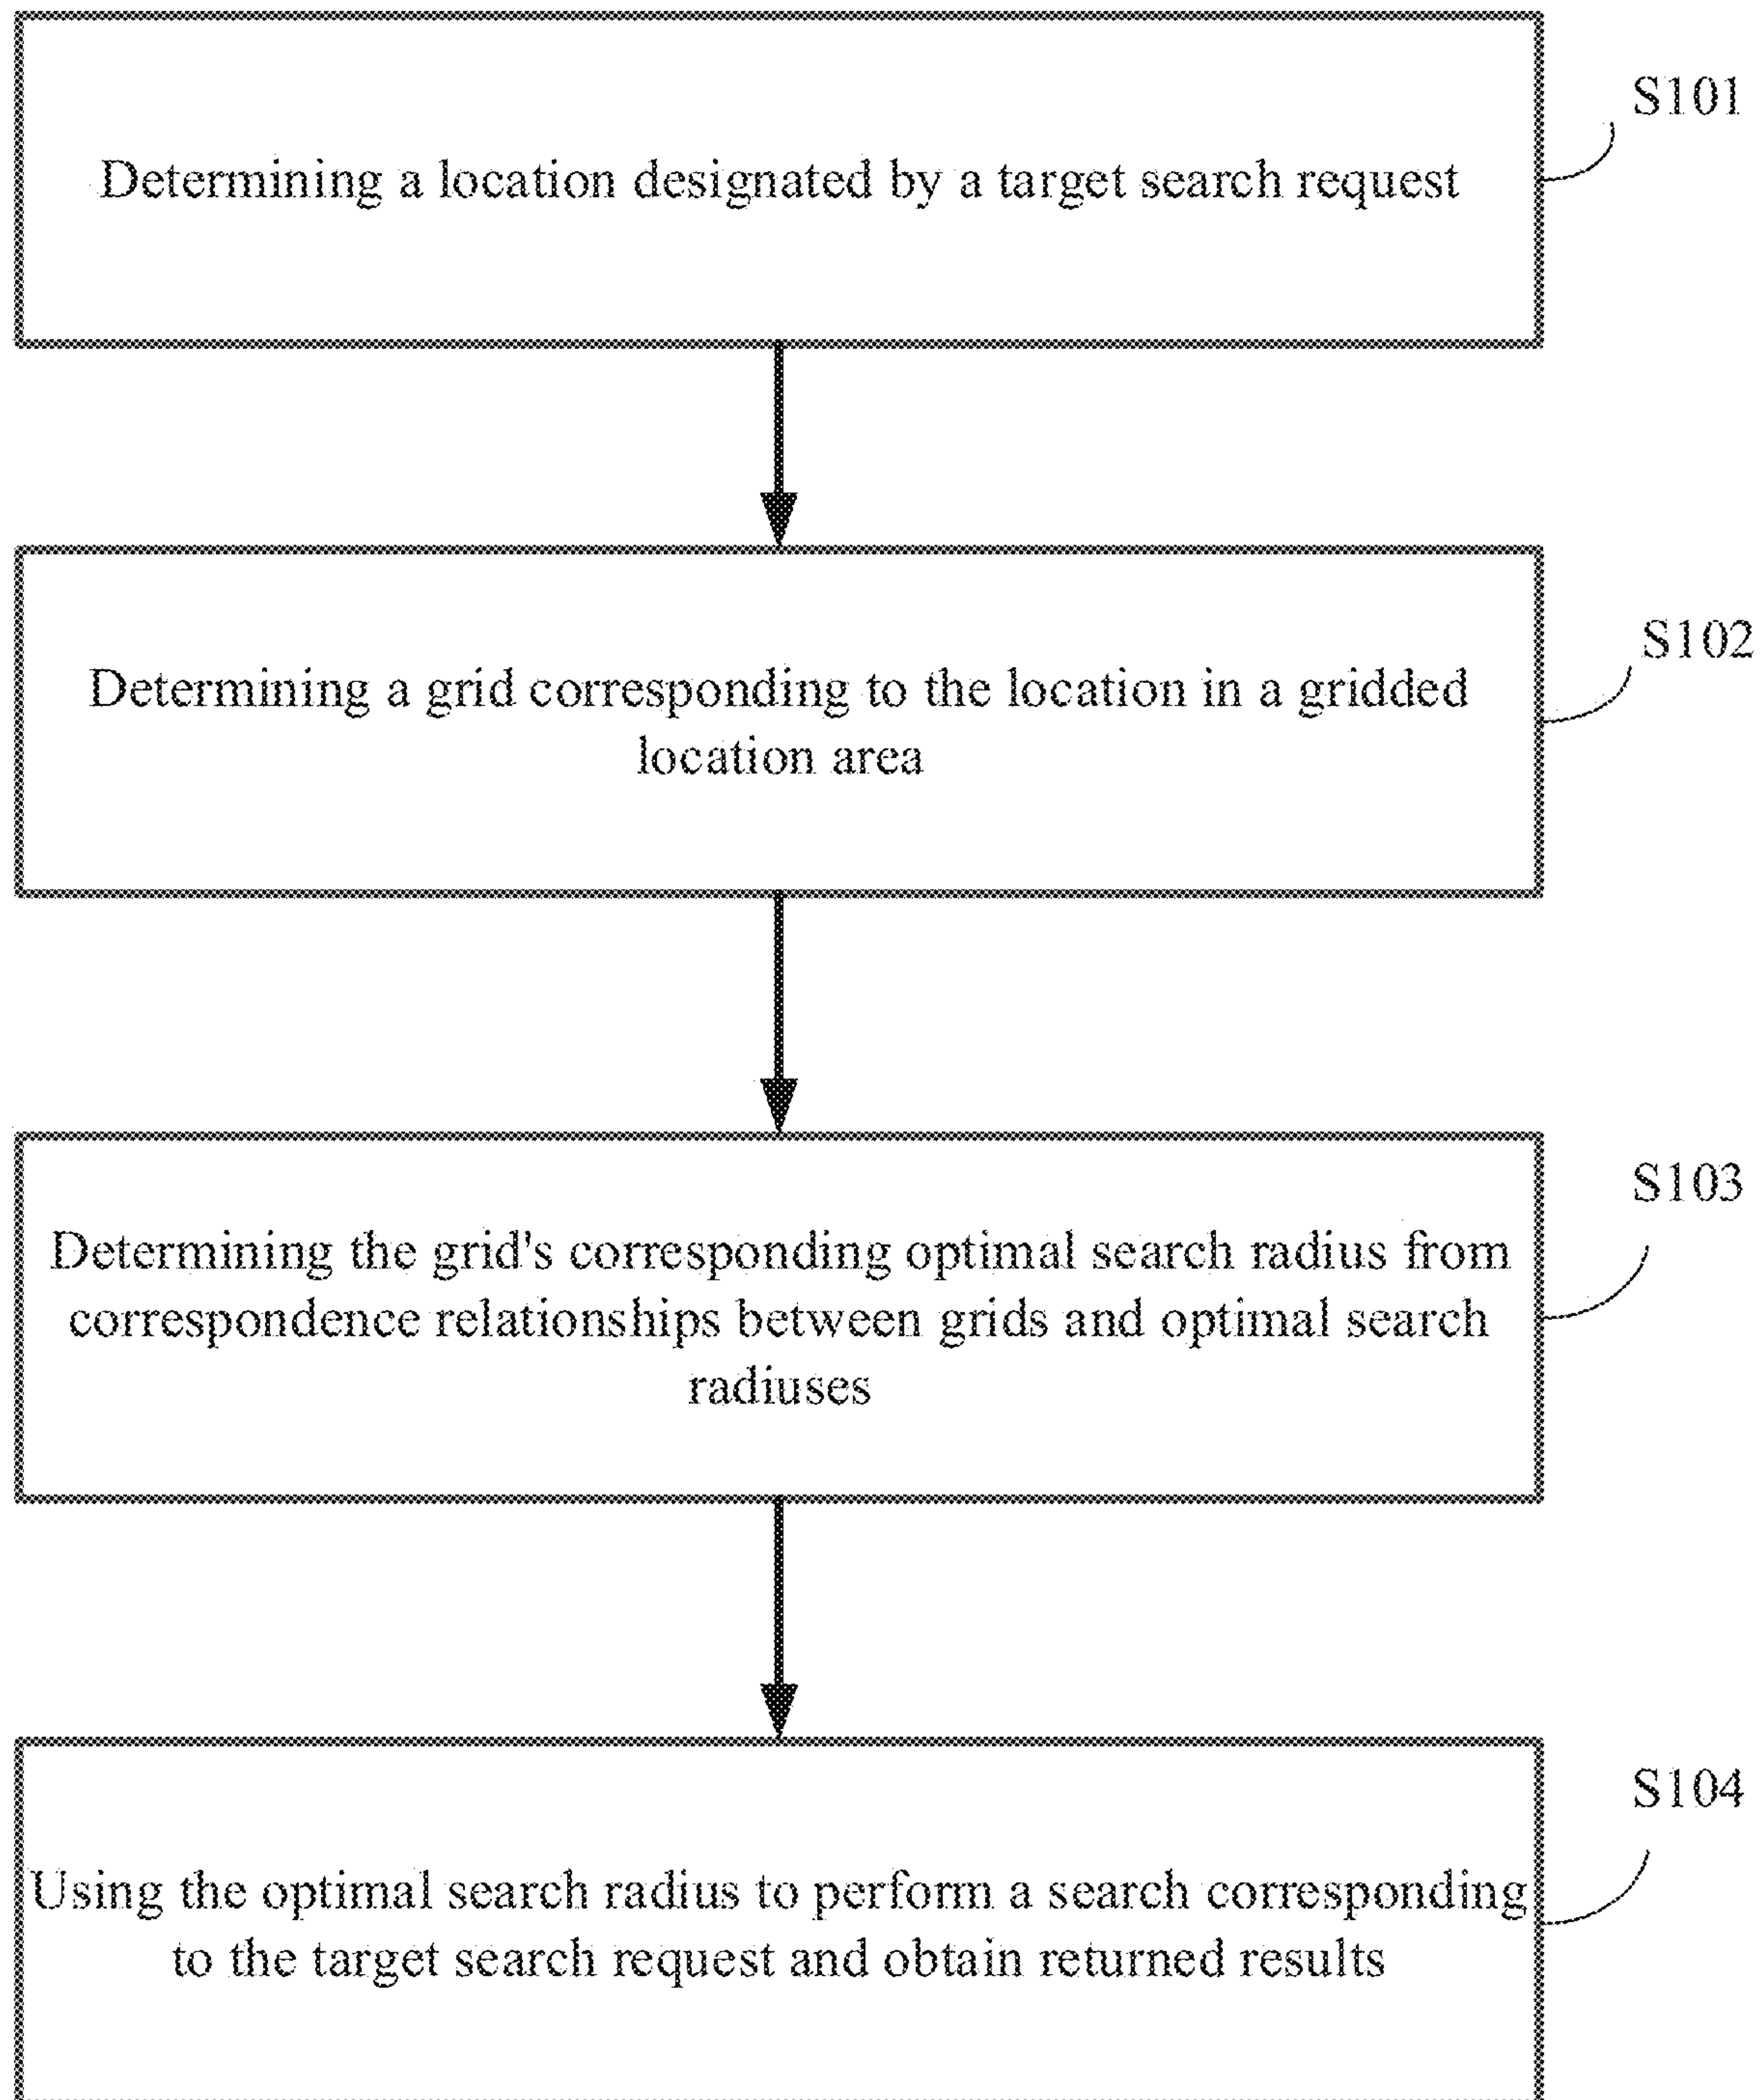 S101
Determining a location designated by a target search request
S102
Determining a grid corresponding to the location in a gridded
location area
S103
Determining the grid's corresponding optimal search radius from
correspondence relationships between grids and optimal search
radiuses
S104
Using the optimal search radius to perform a search corresponding
to the target search request and obtain returned results